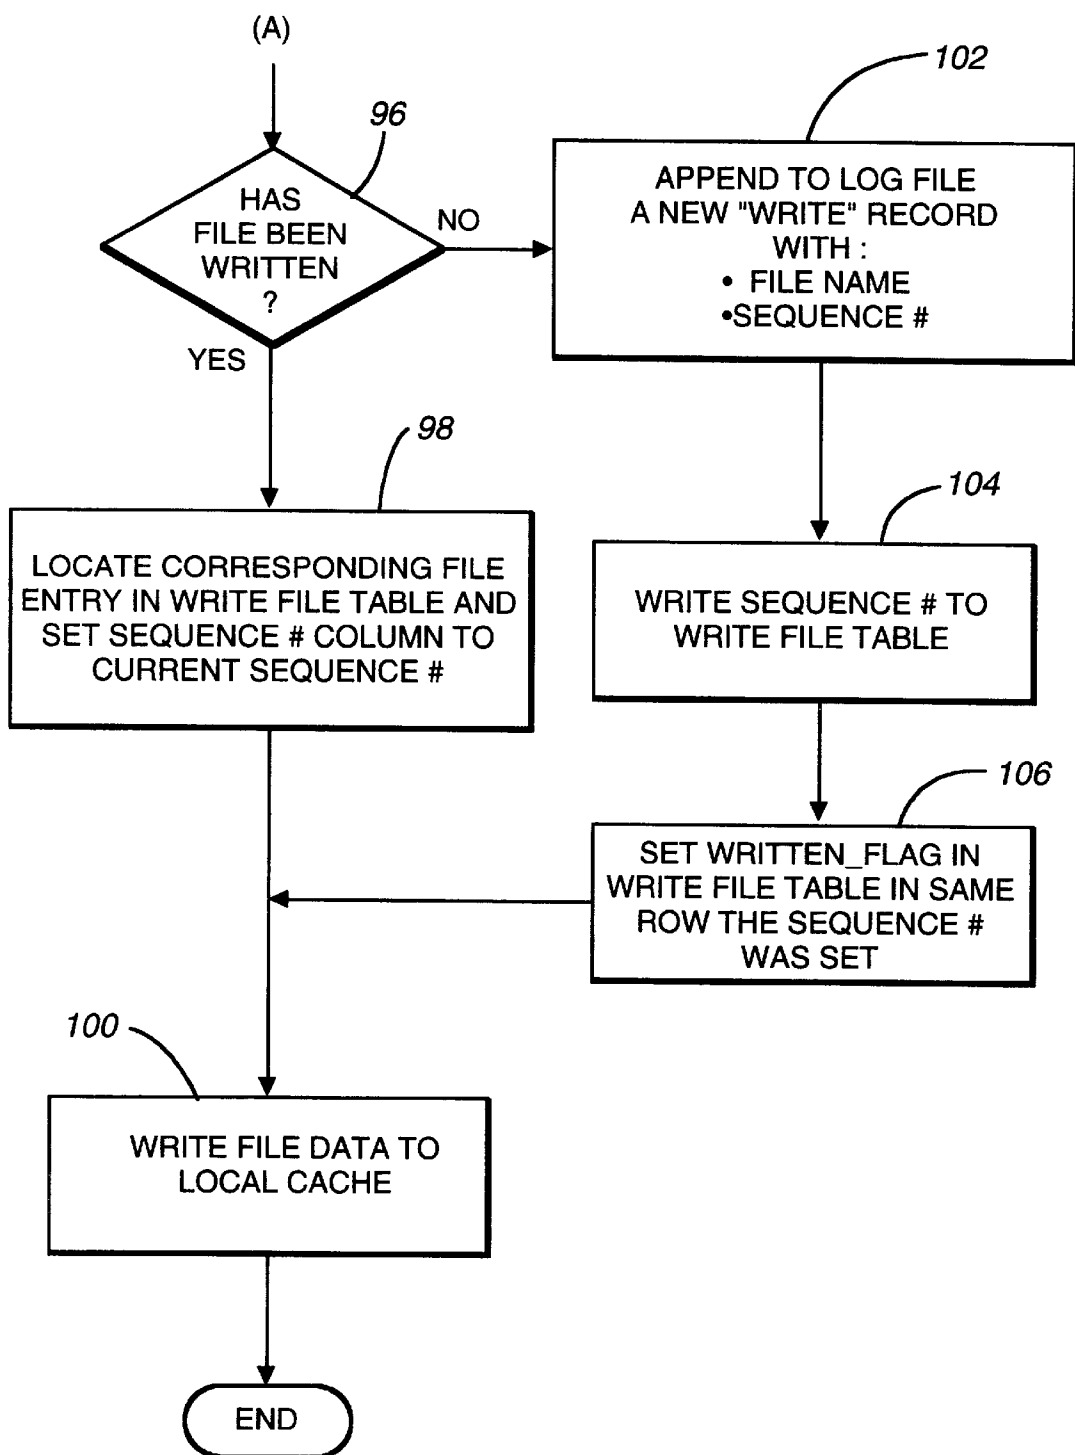 (A)
96
HAS
FILE BEEN
WRITTEN
?
NO
YES
102
APPEND TO LOG FILE
A NEW "WRITE" RECORD
WITH :
• FILE NAME
•SEQUENCE #
98
LOCATE CORRESPONDING FILE
ENTRY IN WRITE FILE TABLE AND
SET SEQUENCE # COLUMN TO
CURRENT SEQUENCE #
104
WRITE SEQUENCE # TO
WRITE FILE TABLE
106
SET WRITTEN_FLAG IN
WRITE FILE TABLE IN SAME
ROW THE SEQUENCE #
WAS SET
100
WRITE FILE DATA TO
LOCAL CACHE
END